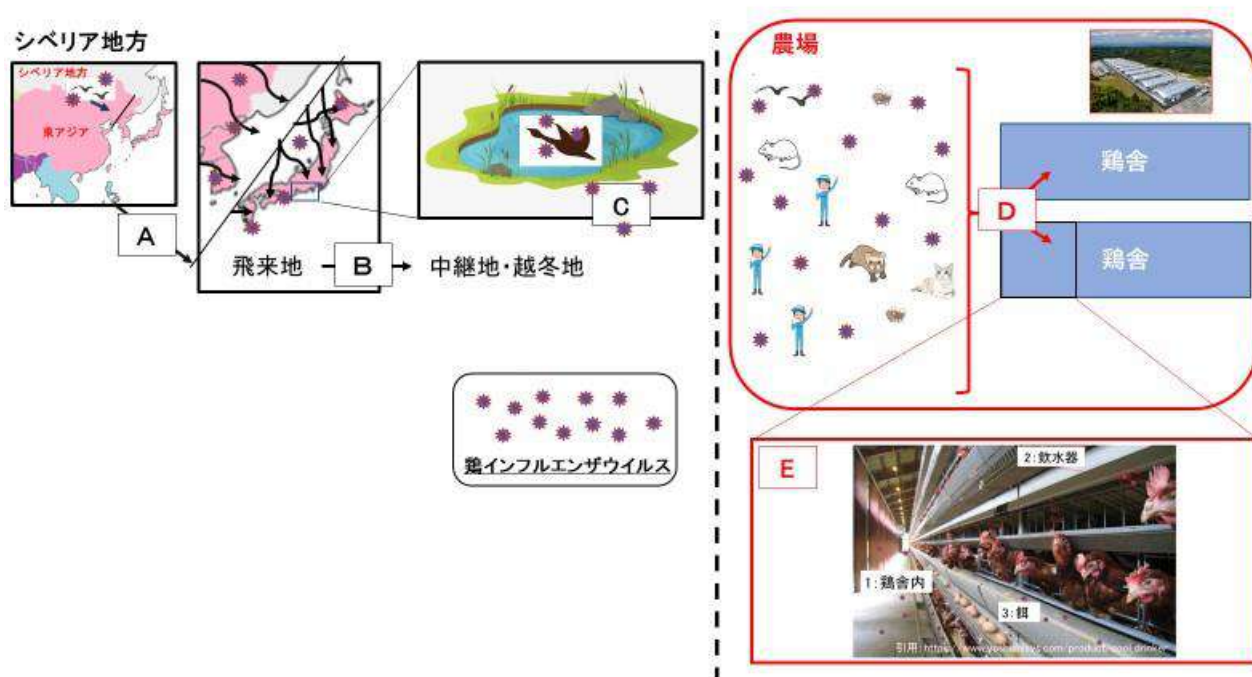 シベリア地方
シベリア地方
東アジア
A
飛来地
B
中継地・越冬地
C
鶏インフルエンザウイルス
農場
鶏舎
D
鶏舎
E
2:飲水器
1:鶏舎内
3:餌